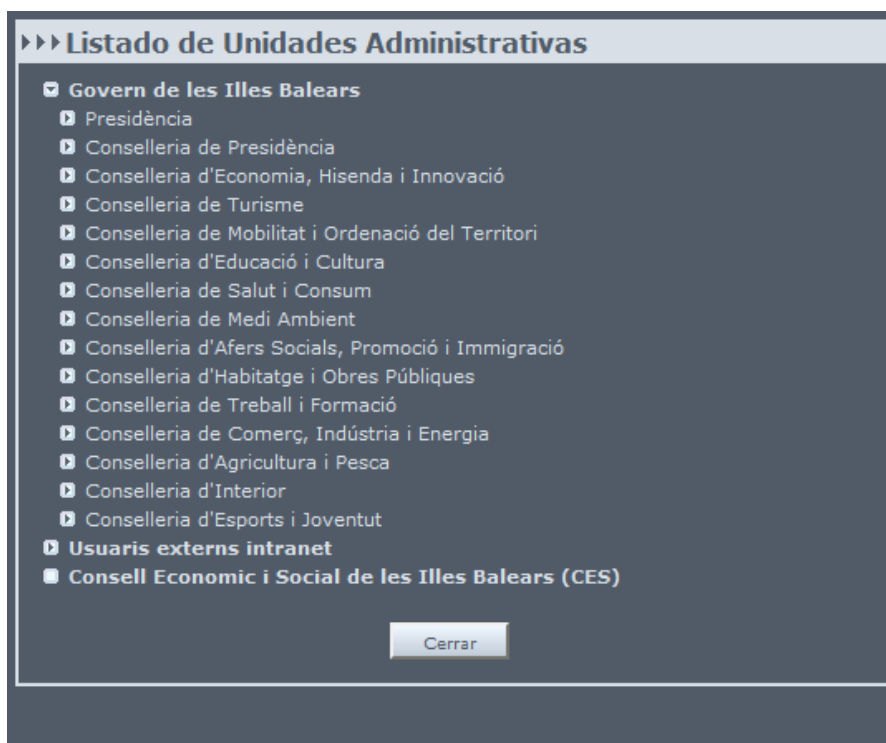 Listado de Unidades Administrativas
Govern de les Illes Balears
Presidència
Conselleria de Presidència
Conselleria d'Economia, Hisenda i Innovació
Conselleria de Turisme
Conselleria de Mobilitat i Ordenació del Territori
Conselleria d'Educació i Cultura
Conselleria de Salut i Consum
Conselleria de Medi Ambient
Conselleria d'Afers Socials, Promoció i Immigració
Conselleria d'Habitatge i Obres Públiques
Conselleria de Treball i Formació
Conselleria de Comerç, Indústria i Energia
Conselleria d'Agricultura i Pesca
Conselleria d'Interior
Conselleria d'Esports i Joventut
Usuaris externs intranet
Consell Economic i Social de les Illes Balears (CES)
Cerrar